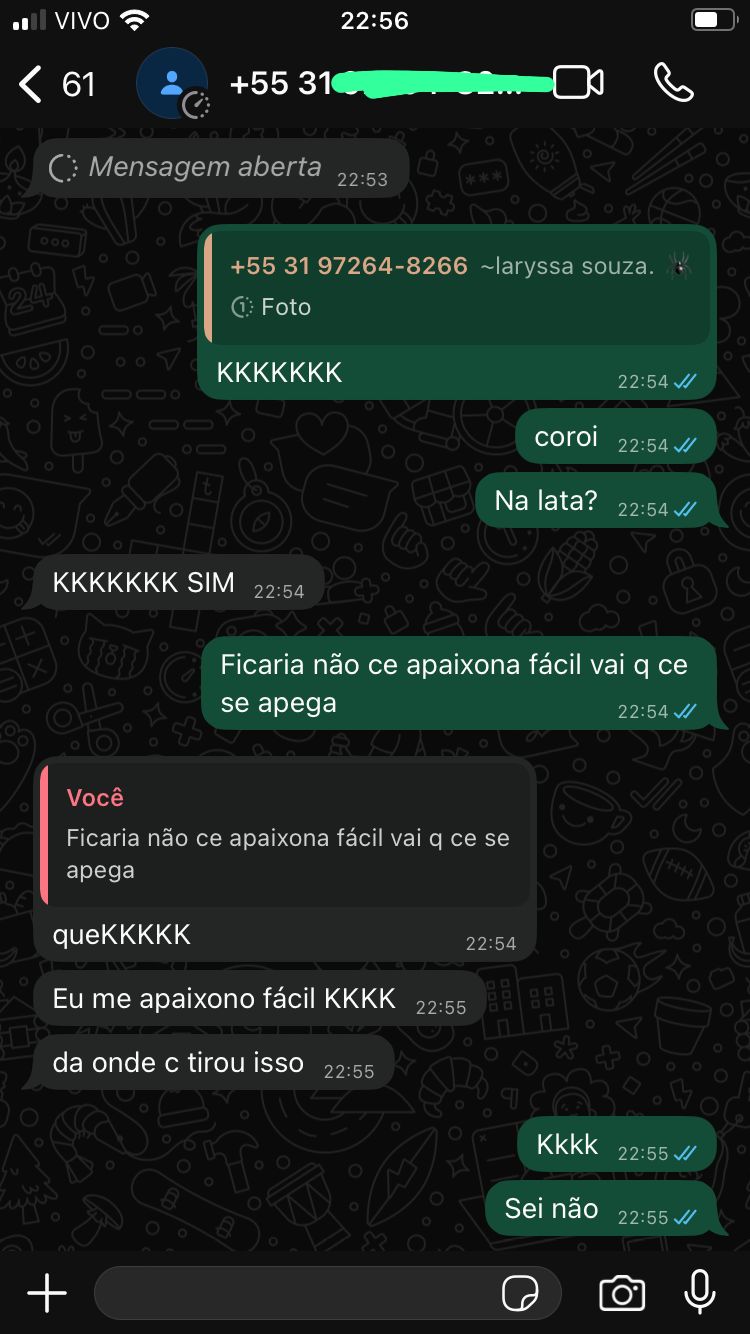 VIVO 22:56
61 +55 31
Mensagem aberta 22:53
+55 31 97264-8266 ~laryssa souza. 🕷
1 Foto
KKKKKKK 22:54
coroi 22:54
Na lata? 22:54
KKKKKKK SIM 22:54
Ficaria não ce apaixona fácil vai q ce
se apega 22:54
Você
Ficaria não ce apaixona fácil vai q ce se
apega
queKKKKK 22:54
Eu me apaixono fácil KKKK 22:55
da onde c tirou isso 22:55
Kkkk 22:55
Sei não 22:55